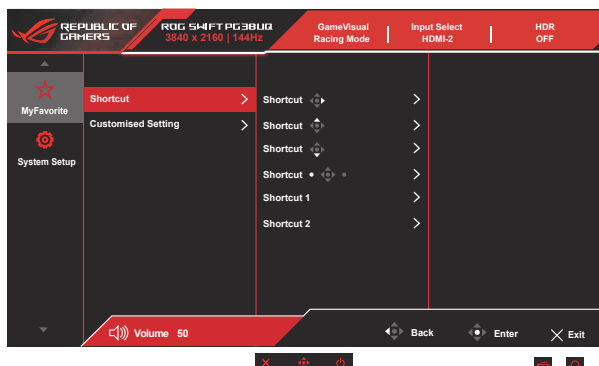 REPUBLIC OF
GAMERS
ROG SWIFT PG38UQ
3840 x 2160 | 144Hz
GameVisual
Racing Mode
Input Select
HDMI-2
HDR
OFF
MyFavorite
System Setup
Shortcut
Customised Setting
Shortcut
Shortcut
Shortcut
Shortcut
Shortcut 1
Shortcut 2
Volume 50
Back
Enter
Exit